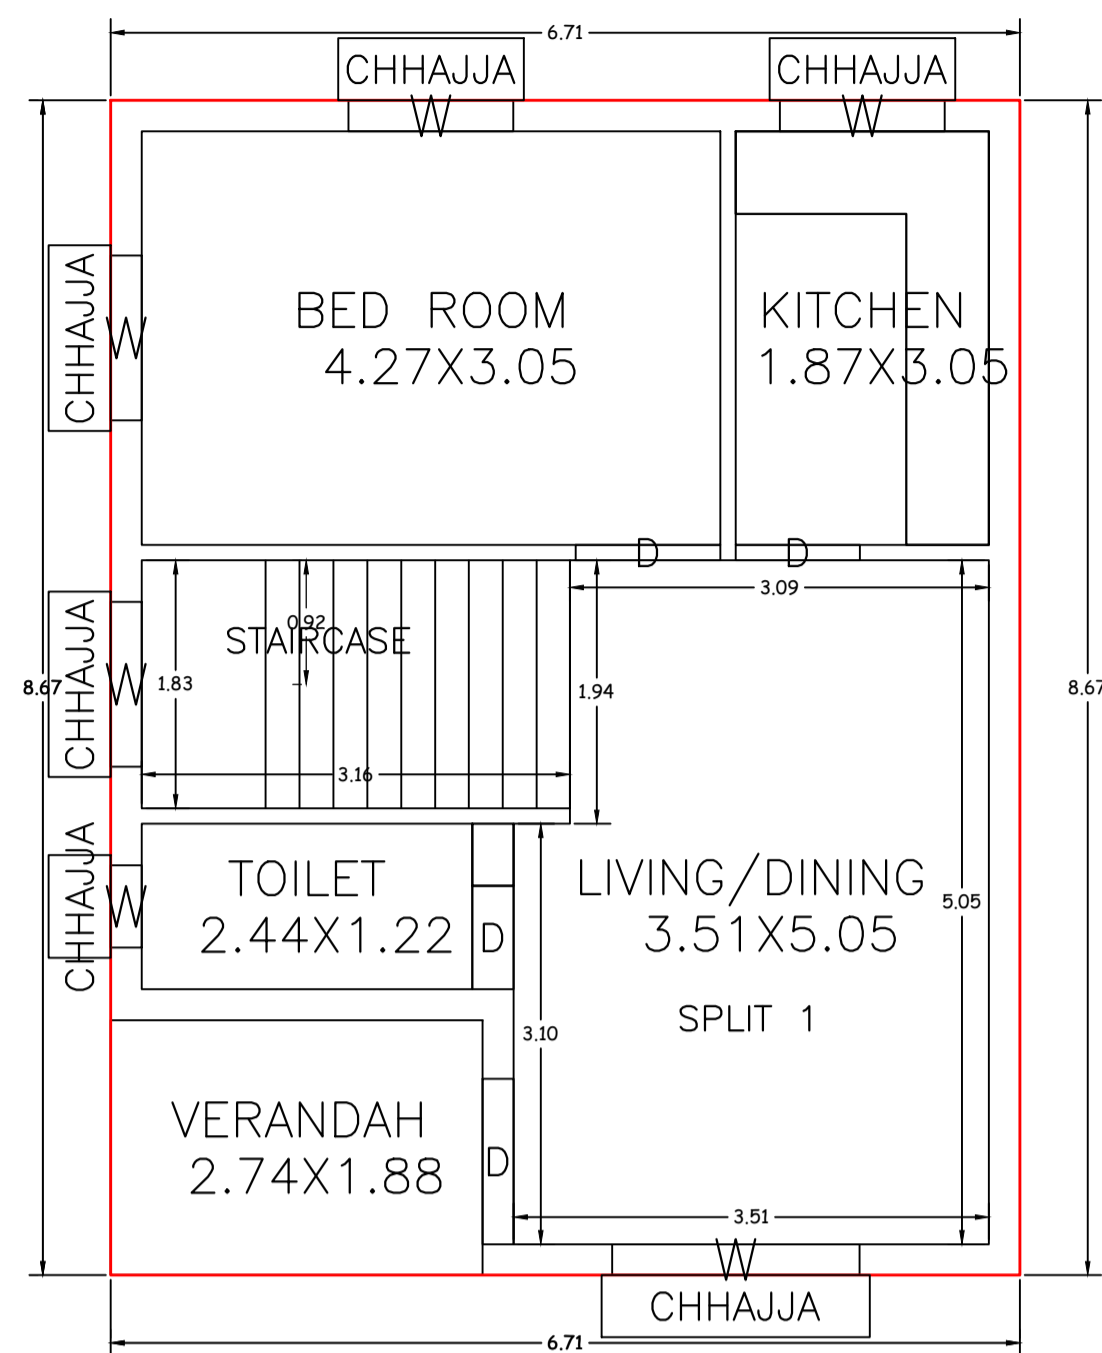 6.71
CHHAJJA
CHHAJJA
W
W
CHHAJJA
W
BED ROOM
4.27X3.05
KITCHEN
1.87X3.05
D
D
3.09
0.92
STAIRCASE
CHHAJJA
W
8.67
1.83
1.94
8.67
3.16
CHHAJJA
W
TOILET
2.44X1.22
D
LIVING/DINING
3.51X5.05
5.05
SPLIT 1
3.10
VERANDAH
2.74X1.88
D
3.51
W
CHHAJJA
6.71